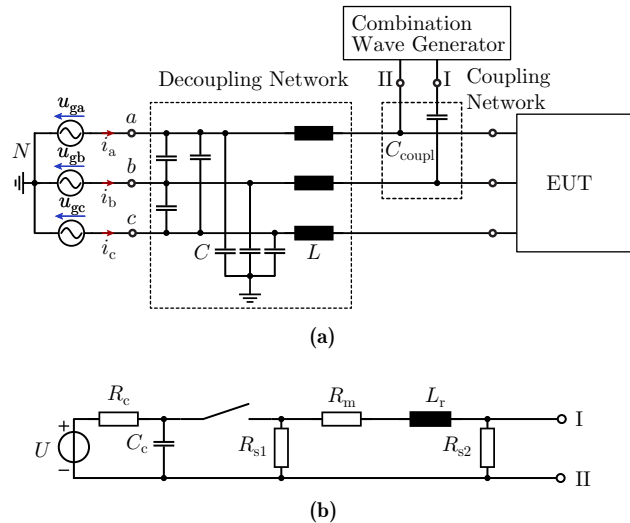 Combination
Wave Generator
Decoupling Network
II
I
Coupling
Network
u_ga
a
N
i_a
C_coupl
u_gb
b
i_b
EUT
u_gc
c
i_c
C
L
(a)
R_c
R_m
L_r
I
+
U
−
C_c
R_s1
R_s2
II
(b)